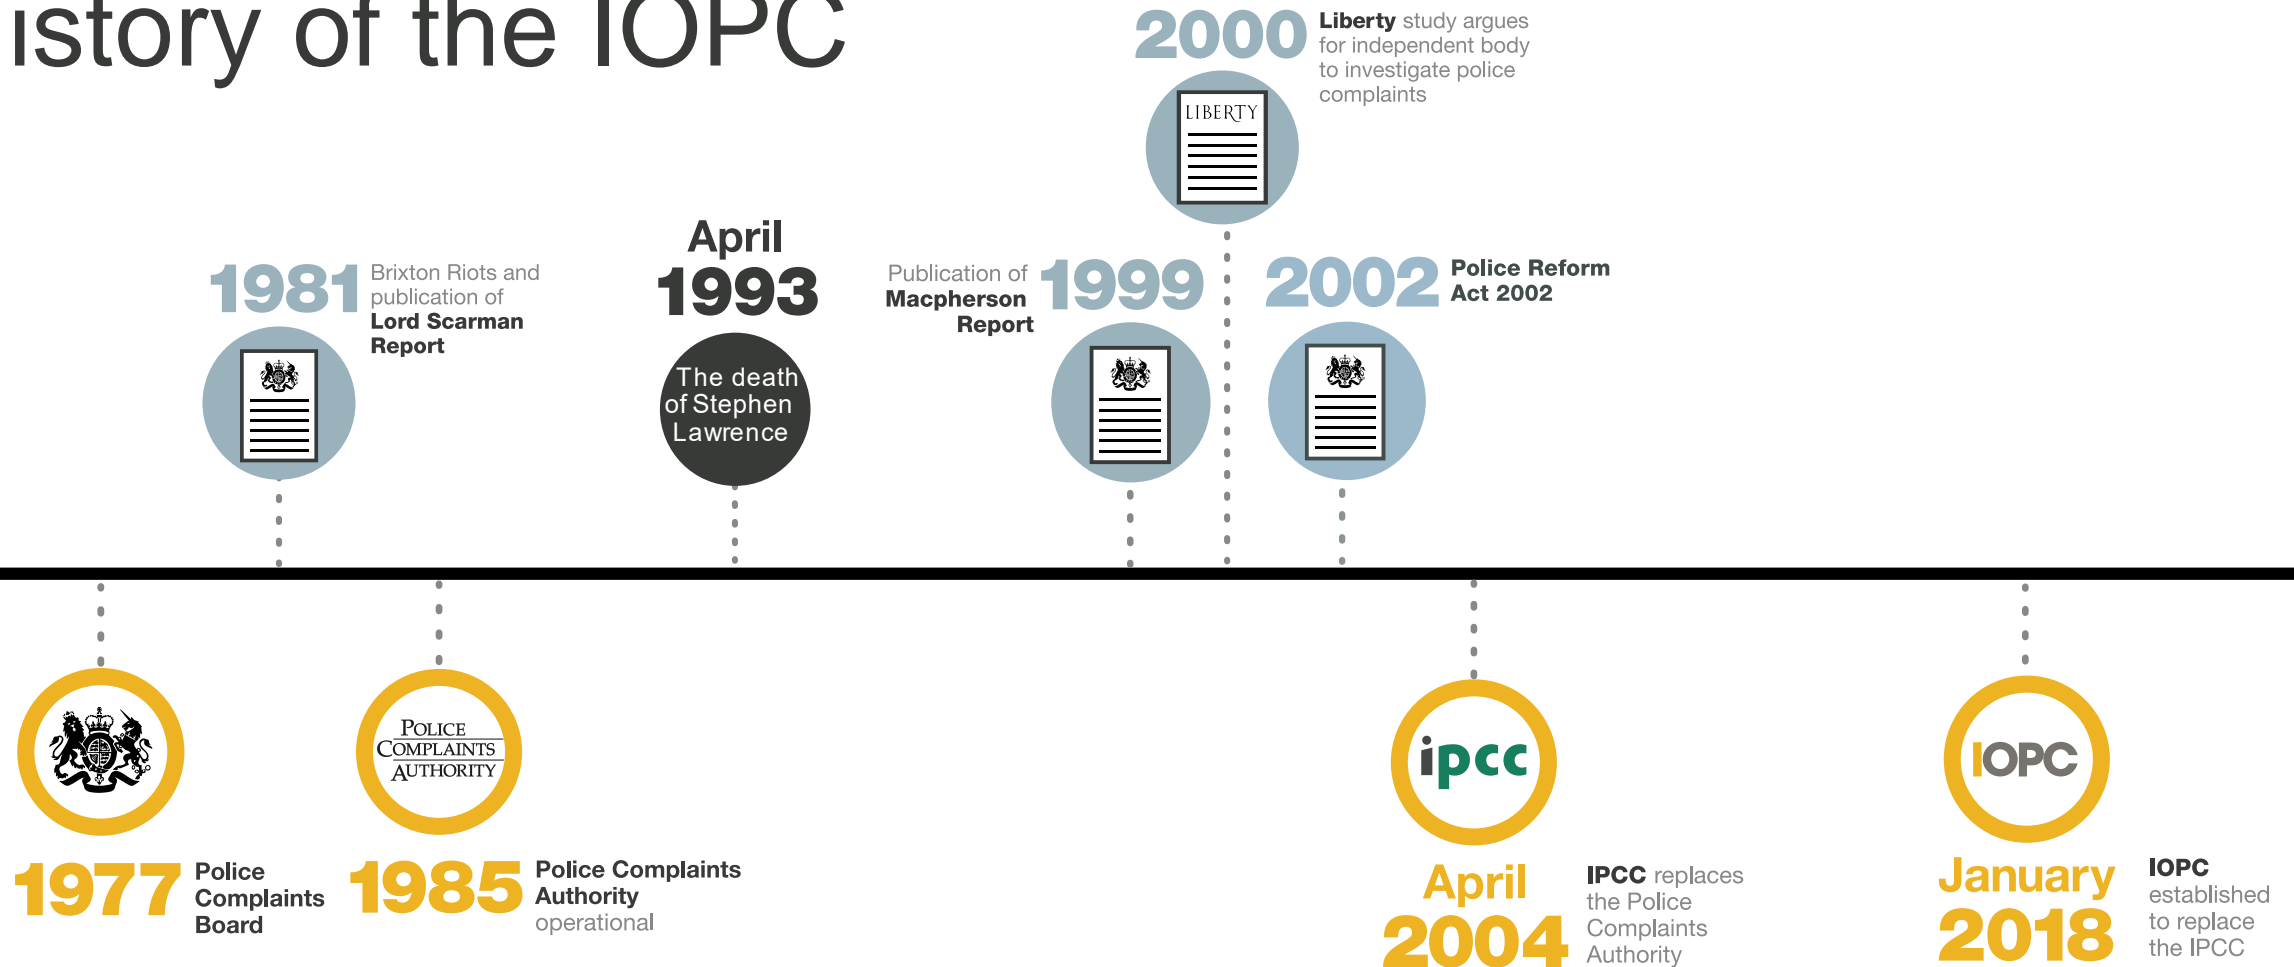 istory of the IOPC
2000
Liberty study argues
for independent body
to investigate police
complaints
LIBERTY
1981
Brixton Riots and
publication of
Lord Scarman
Report
April
1993
The death
of Stephen
Lawrence
Publication of
Macpherson
Report
1999
2002
Police Reform
Act 2002
1977
Police
Complaints
Board
POLICE
COMPLAINTS
AUTHORITY
1985
Police Complaints
Authority
operational
ipcc
April
2004
IPCC replaces
the Police
Complaints
Authority
IOPC
January
2018
IOPC
established
to replace
the IPCC